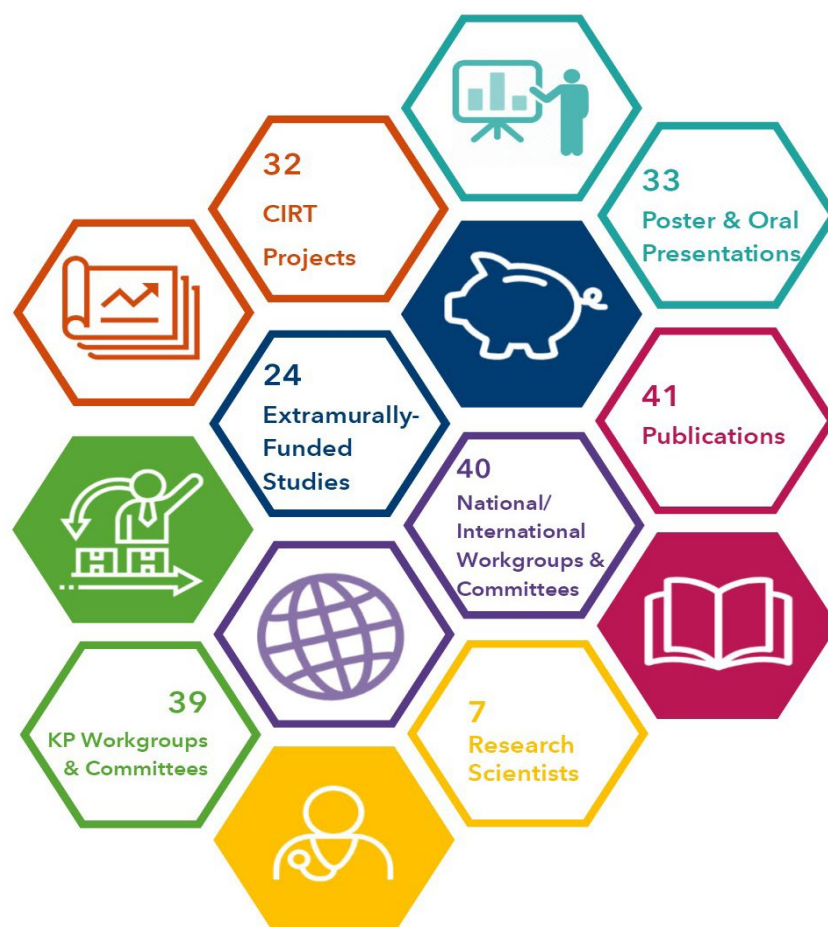 32
CIRT
Projects
33
Poster & Oral
Presentations
24
Extramurally-
Funded
Studies
41
Publications
40
National/
International
Workgroups &
Committees
39
KP Workgroups
& Committees
7
Research
Scientists